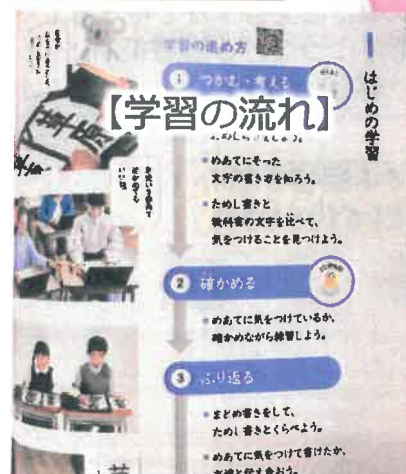 はじめの学習
学習の進め方
1 つかむ・考える
【学習の流れ】
めあてにそった
文字の書き方を知ろう。
ためし書きと
教科書の文字を比べて、
気をつけることを見つけよう。
2 確かめる
めあてに気をつけているか、
確かめながら練習しよう。
3 ふり返る
まとめ書きをして、
ためし書きとくらべよう。
めあてに気をつけて書けたか、
草原